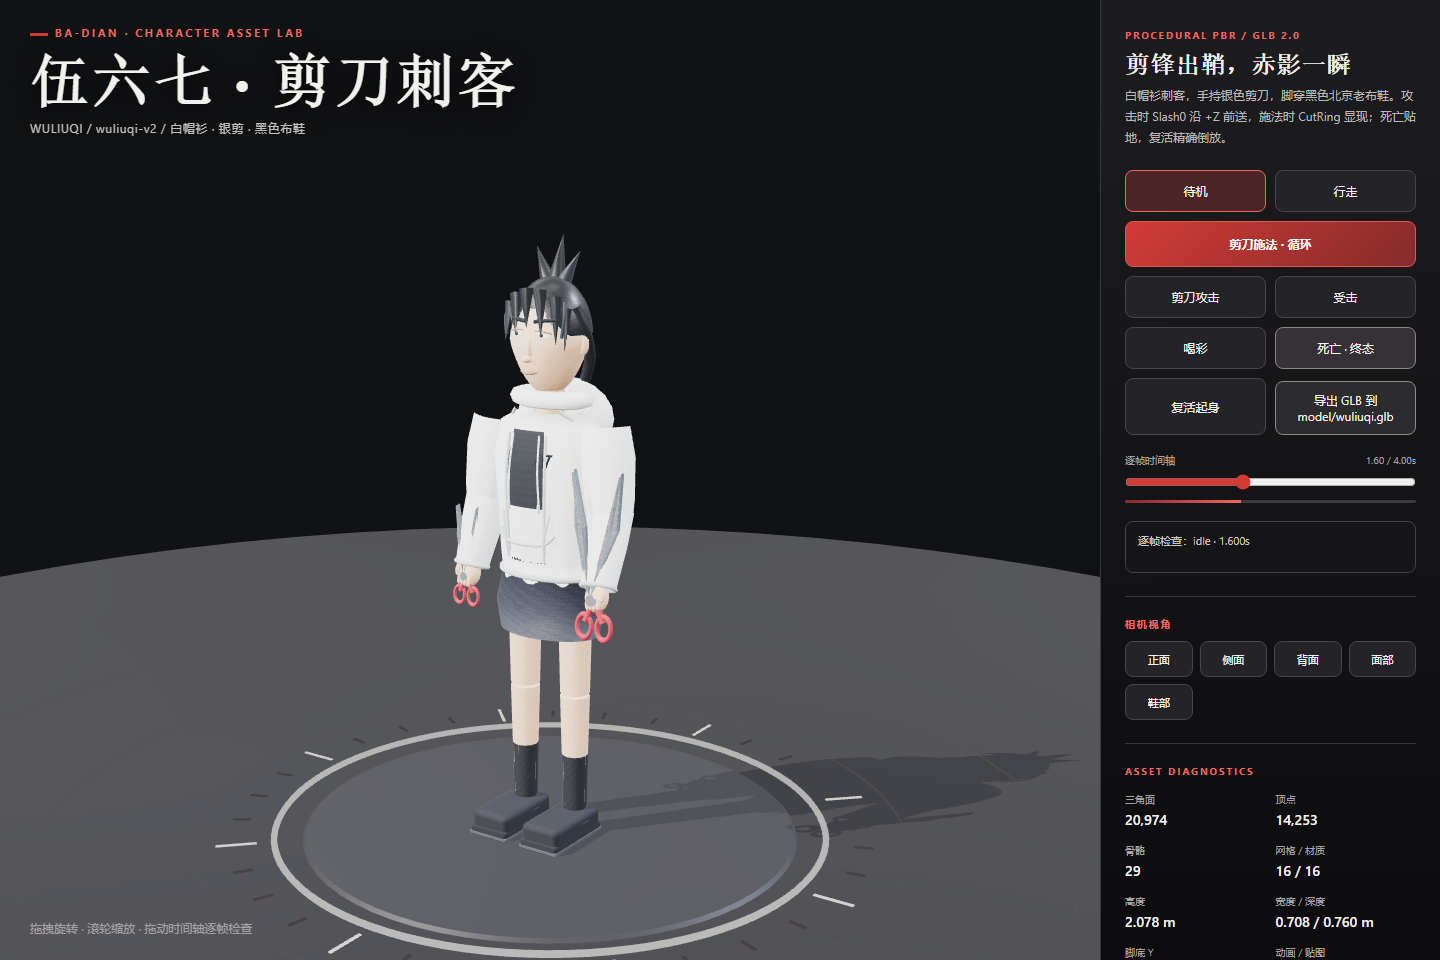 BA-DIAN · CHARACTER ASSET LAB
伍六七 · 剪刀刺客
WULIUQI / wuliuqi-v2 / 白帽衫 · 银剪 · 黑色布鞋
拖拽旋转 · 滚轮缩放 · 拖动时间轴逐帧检查
PROCEDURAL PBR / GLB 2.0
剪锋出鞘，赤影一瞬
白帽衫刺客，手持银色剪刀，脚穿黑色北京老布鞋。攻
击时 Slash0 沿 +Z 前送，施法时 CutRing 显现；死亡贴
地，复活精确倒放。
待机
行走
剪刀施法 · 循环
剪刀攻击
受击
喝彩
死亡 · 终态
复活起身
导出 GLB 到
model/wuliuqi.glb
逐帧时间轴
1.60 / 4.00s
逐帧检查：idle · 1.600s
相机视角
正面
侧面
背面
面部
鞋部
ASSET DIAGNOSTICS
三角面
顶点
20,974
14,253
骨骼
网格 / 材质
29
16 / 16
高度
宽度 / 深度
2.078 m
0.708 / 0.760 m
脚底 Y
动画 / 贴图